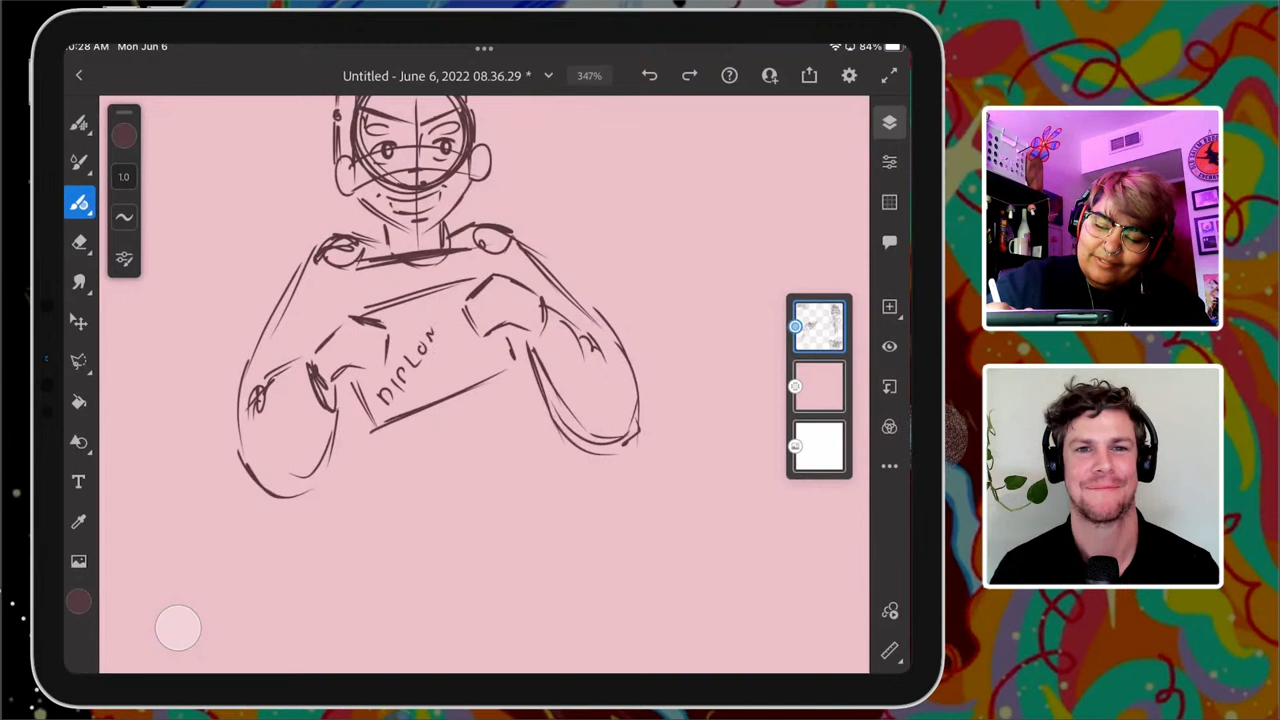 0:28 AM Mon Jun 6
84%
Untitled - June 6, 2022 08.36.29 *
347%
1.0
DIPLOM
T